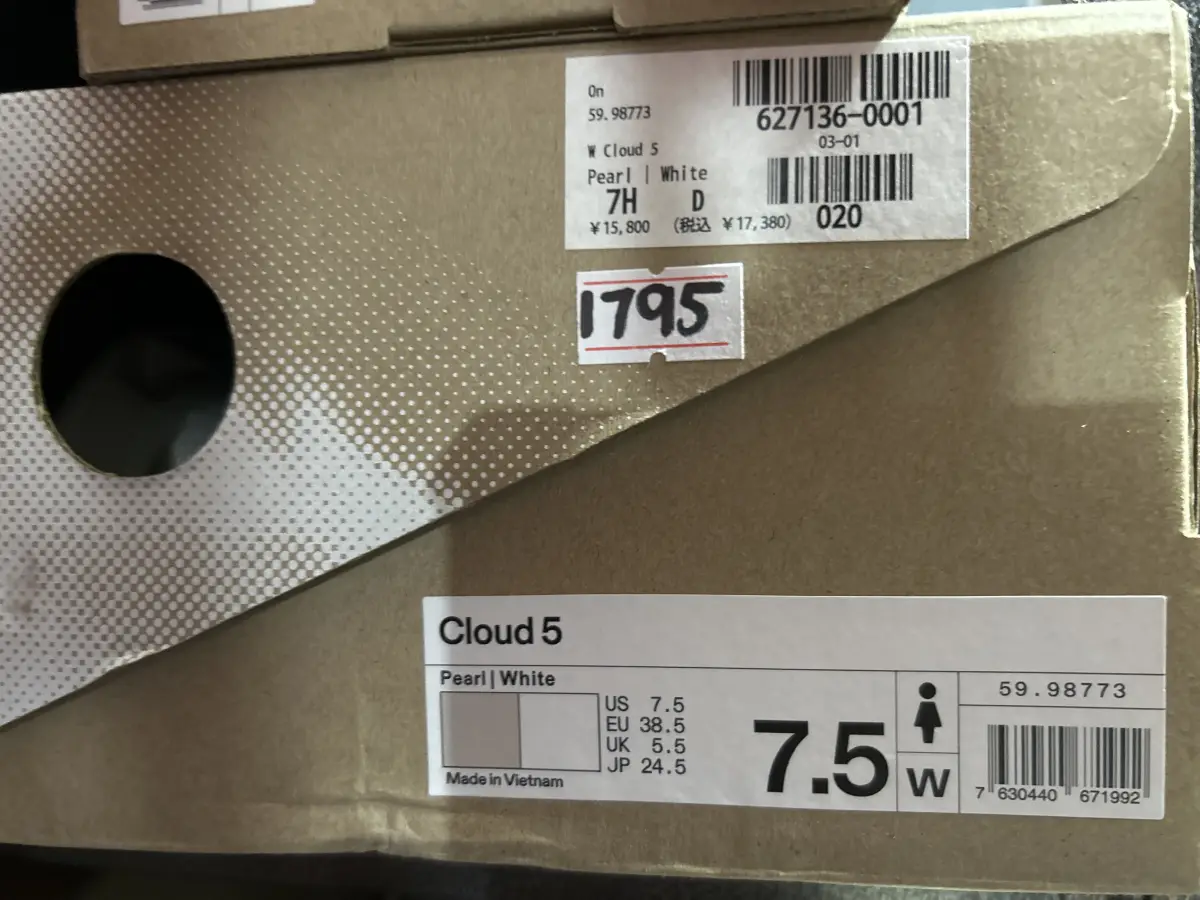 On
59.98773
W Cloud 5
Pearl | White
7H D
¥15,800 (税込 ¥17,380)
627136-0001
03-01
020
1795
Cloud 5
Pearl | White
US 7.5
EU 38.5
UK 5.5
JP 24.5
Made in Vietnam
7.5
W
59.98773
7 630440 671992